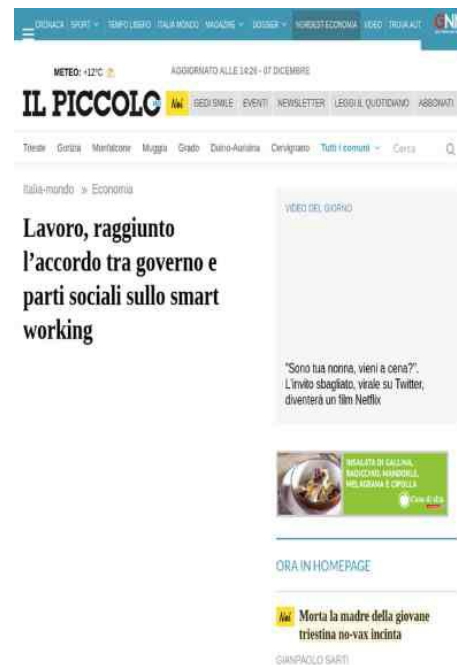 CRONACA SPORT TEMPO LIBERO ITALIA MONDO MAGAZINE DOSSIER NORDEST ECONOMIA VIDEO TROVA AUT
METEO: +12°C AGGIORNATO ALLE 14:26 - 07 DICEMBRE
IL PICCOLO Noi GEDI SMILE EVENTI NEWSLETTER LEGGI IL QUOTIDIANO ABBONATI
Trieste Gorizia Monfalcone Muggia Grado Duino-Aurisina Cervignano Tutti i comuni Cerca
Italia-mondo » Economia
Lavoro, raggiunto
l’accordo tra governo e
parti sociali sullo smart
working
VIDEO DEL GIORNO
"Sono tua nonna, vieni a cena?".
L'invito sbagliato, virale su Twitter,
diventerà un film Netflix
INSALATA DI GALLINA,
RADICCHIO, MANDORLE,
MELAGRANA E CIPOLLA
ORA IN HOMEPAGE
Noi Morta la madre della giovane
triestina no-vax incinta
GIANPAOLO SARTI